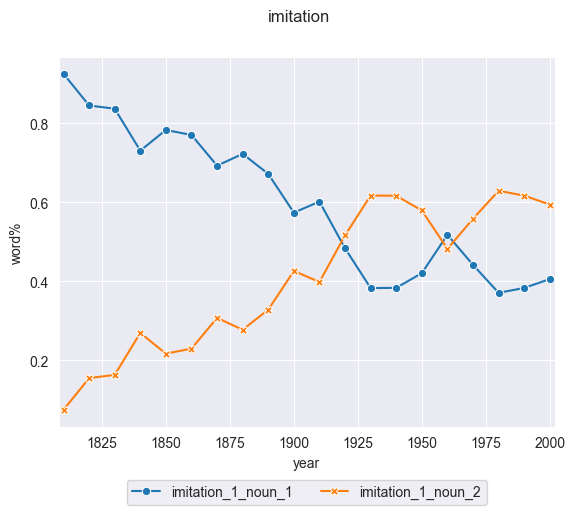 imitation
word%
0.8
0.6
0.4
0.2
1825 1850 1875 1900 1925 1950 1975 2000
year
imitation_1_noun_1 imitation_1_noun_2